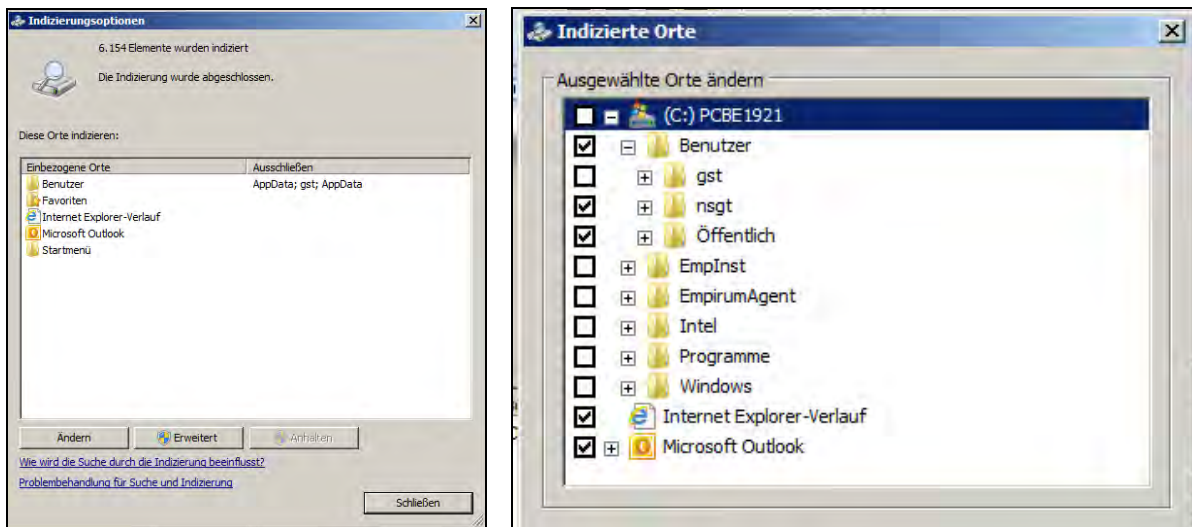 Indizierungsoptionen
6.154 Elemente wurden indiziert
Die Indizierung wurde abgeschlossen.
Diese Orte indizieren:
Einbezogene Orte Ausschließen
Benutzer AppData; gst; AppData
Favoriten
Internet Explorer-Verlauf
Microsoft Outlook
Startmenü
Ändern Erweitert Anhalten
Wie wird die Suche durch die Indizierung beeinflusst?
Problembehandlung für Suche und Indizierung
Schließen
Indizierte Orte
Ausgewählte Orte ändern
(C:) PCBE1921
Benutzer
gst
nsgt
Öffentlich
EmpInst
EmpirumAgent
Intel
Programme
Windows
Internet Explorer-Verlauf
Microsoft Outlook